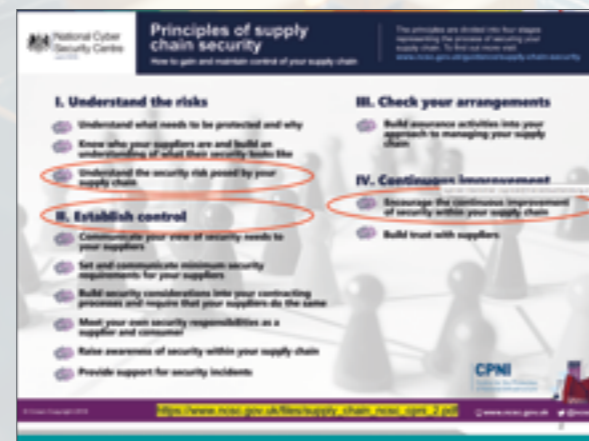 National Cyber
Security Centre
Principles of supply
chain security
How to gain and maintain control of your supply chain
The principles are divided into four stages
representing the process of securing your
supply chain. To find out more visit
www.ncsc.gov.uk/guidance/supply-chain-security
I. Understand the risks
Understand what needs to be protected and why
Know who your suppliers are and build an
understanding of what their security looks like
Understand the security risk posed by your
supply chain
II. Establish control
Communicate your view of security needs to
your suppliers
Set and communicate minimum security
requirements for your suppliers
Build security considerations into your contracting
processes and require that your suppliers do the same
Meet your own security responsibilities as a
supplier and consumer
Raise awareness of security within your supply chain
Provide support for security incidents
III. Check your arrangements
Build assurance activities into your
approach to managing your supply
chain
IV. Continuous improvement
Encourage the continuous improvement
of security within your supply chain
Build trust with suppliers
CPNI
© Crown Copyright
https://www.ncsc.gov.uk/files/supply_chain_ncsc_cpni_2.pdf
www.ncsc.gov.uk